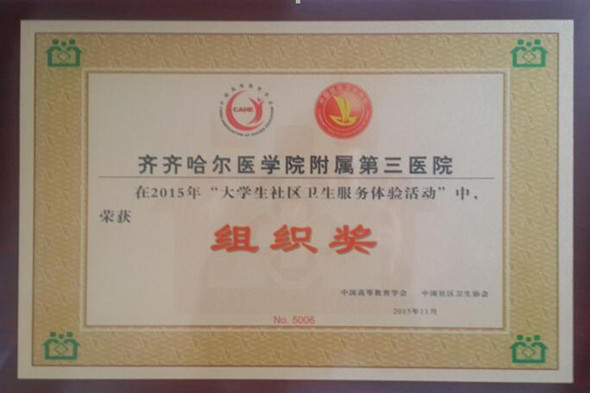 CAHE
齐齐哈尔医学院附属第三医院
在2015年“大学生社区卫生服务体验活动”中，
荣获
组织奖
中国高等教育学会 中国社区卫生协会
2015年11月
No. 5006